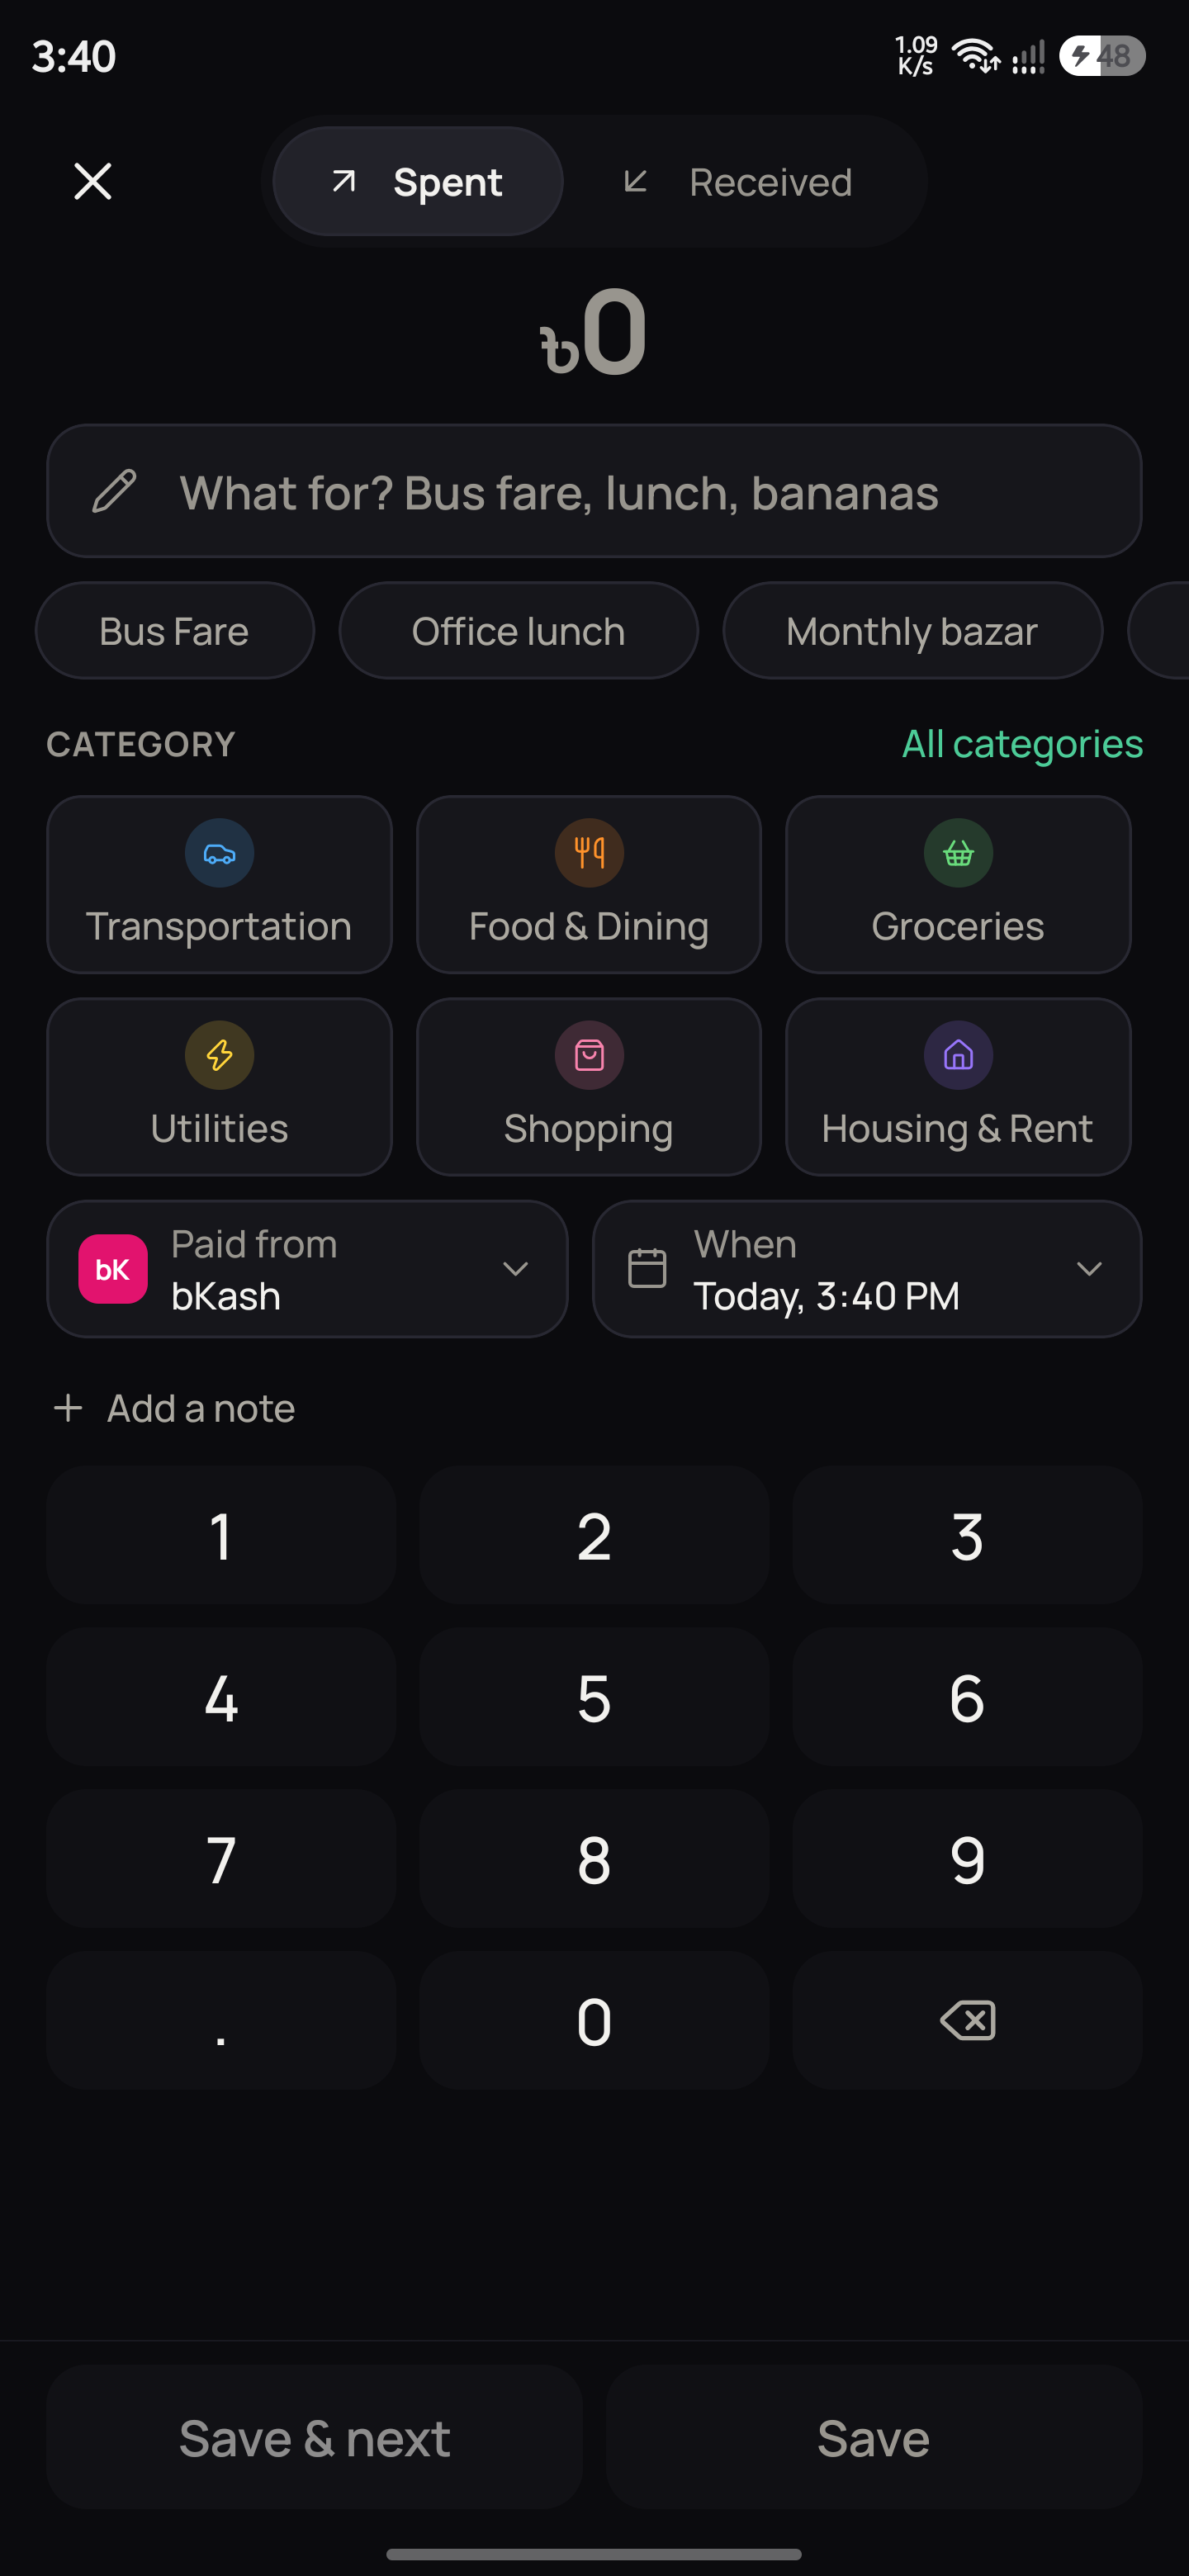 3:40
1.09
K/s
48
Spent
Received
৳0
What for? Bus fare, lunch, bananas
Bus Fare
Office lunch
Monthly bazar
CATEGORY
All categories
Transportation
Food & Dining
Groceries
Utilities
Shopping
Housing & Rent
bK
Paid from
bKash
When
Today, 3:40 PM
Add a note
1
2
3
4
5
6
7
8
9
.
0
Save & next
Save